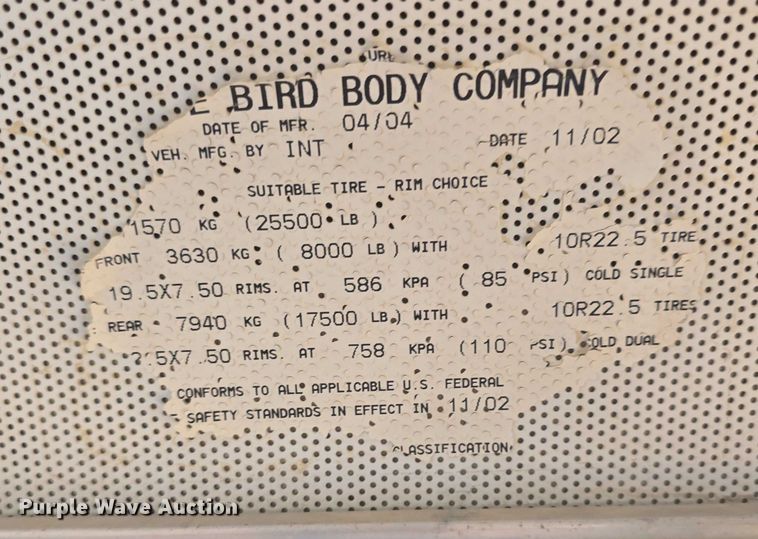 E BIRD BODY COMPANY
DATE OF MFR. 04/04
VEH. MFG. BY INT DATE 11/02
SUITABLE TIRE - RIM CHOICE
1570 KG (25500 LB)
FRONT 3630 KG ( 8000 LB) WITH 10R22.5 TIRE
19.5X7.50 RIMS. AT 586 KPA ( 85 PSI) COLD SINGLE
REAR 7940 KG (17500 LB.) WITH 10R22.5 TIRES
.5X7.50 RIMS. AT 758 KPA (110 PSI). COLD DUAL
CONFORMS TO ALL APPLICABLE U.S. FEDERAL
SAFETY STANDARDS IN EFFECT IN 11/02
CLASSIFICATION
Purple Wave Auction